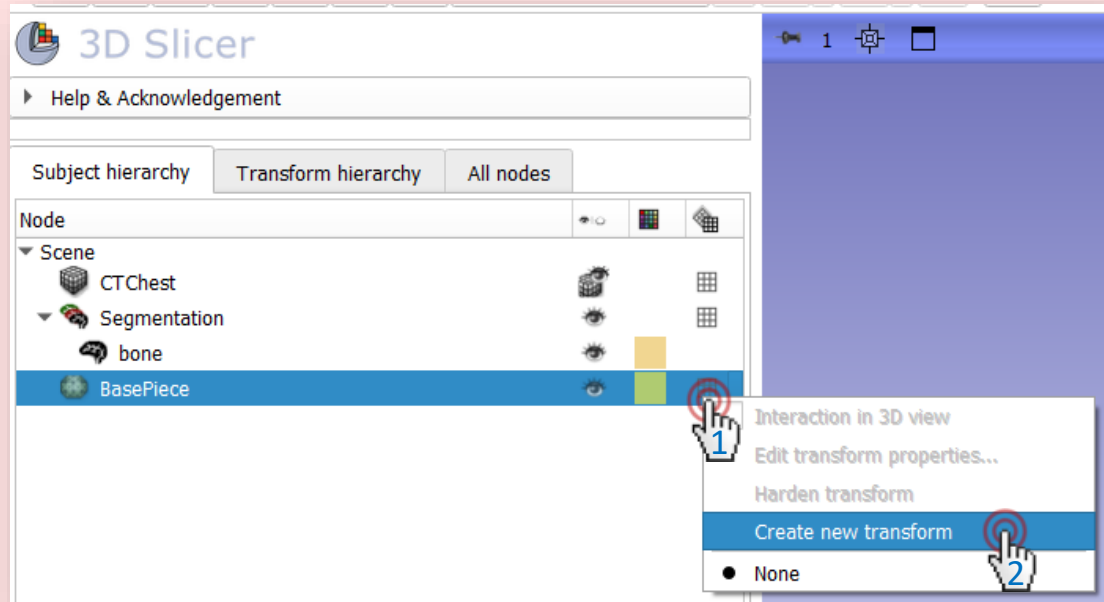 3D Slicer
1
Help & Acknowledgement
Subject hierarchy Transform hierarchy All nodes
Node
Scene
CTChest
Segmentation
bone
BasePiece
1
Interaction in 3D view
Edit transform properties...
Harden transform
Create new transform
2
None